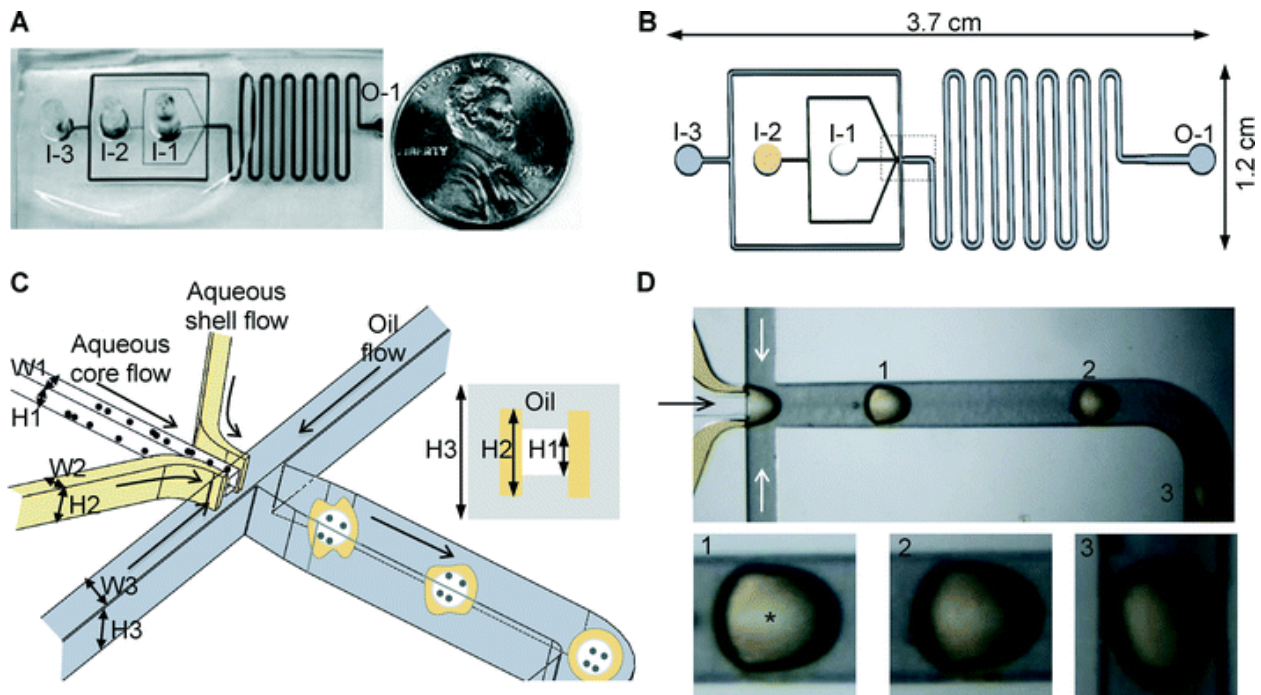 A
I-3
I-2
I-1
O-1
LIBERTY
B
3.7 cm
I-3
I-2
I-1
O-1
1.2 cm
C
Aqueous
shell flow
Aqueous
core flow
Oil
flow
W1
H1
W2
H2
W3
H3
Oil
H3
H2
H1
D
1
2
3
1
*
2
3